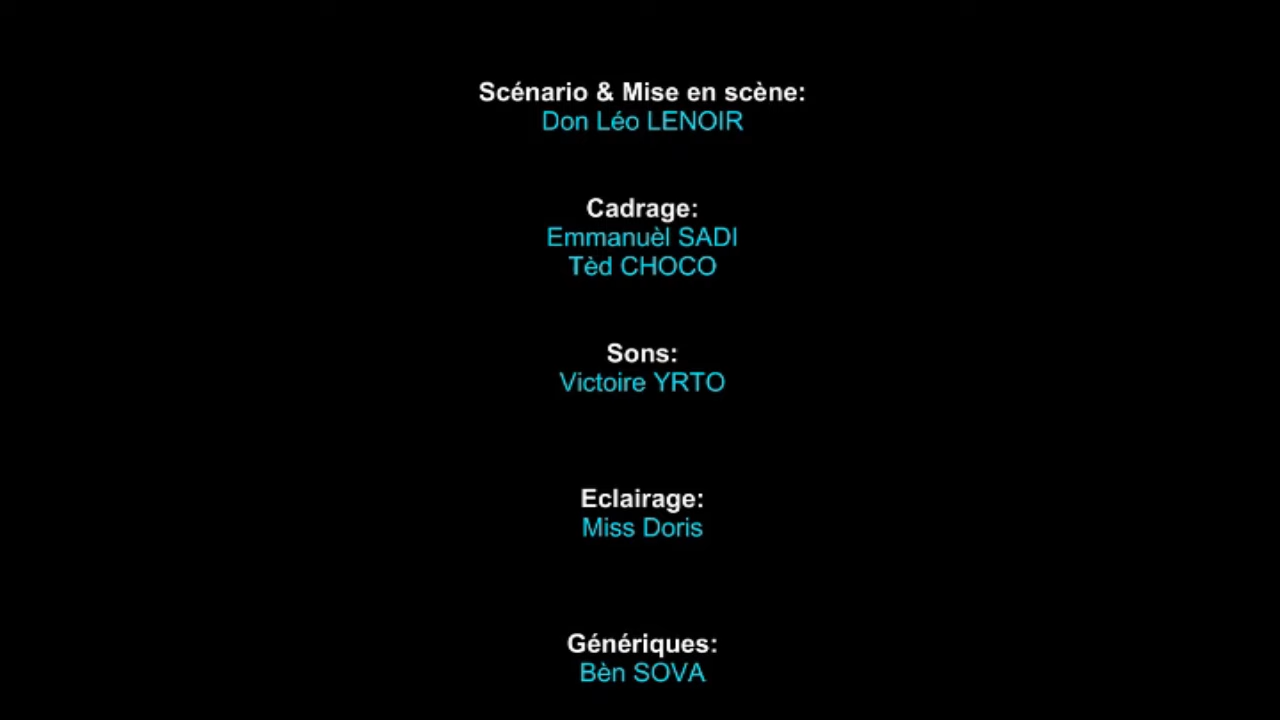 Scénario & Mise en scène:
Don Léo LENOIR
Cadrage:
Emmanuèl SADI
Tèd CHOCO
Sons:
Victoire YRTO
Eclairage:
Miss Doris
Génériques:
Bèn SOVA